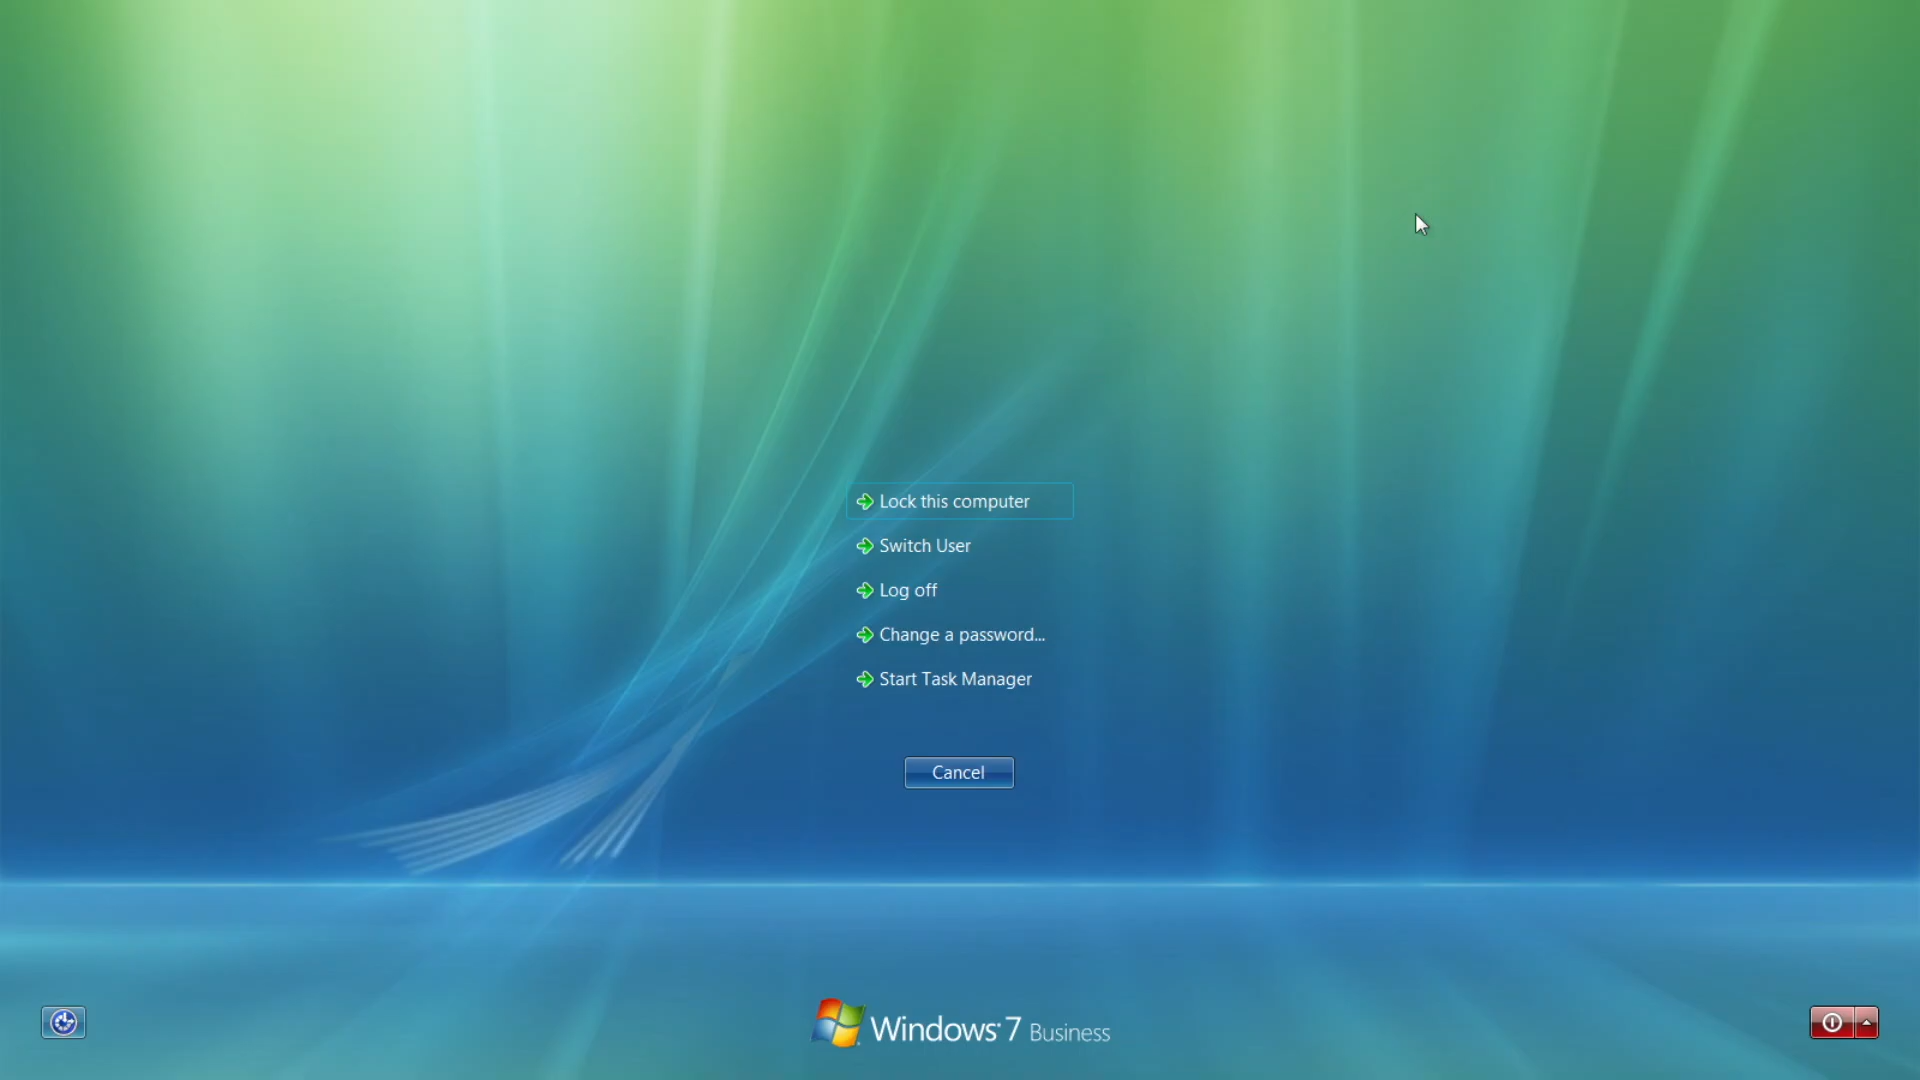 Lock this computer
Switch User
Log off
Change a password...
Start Task Manager
Cancel
Windows 7 Business